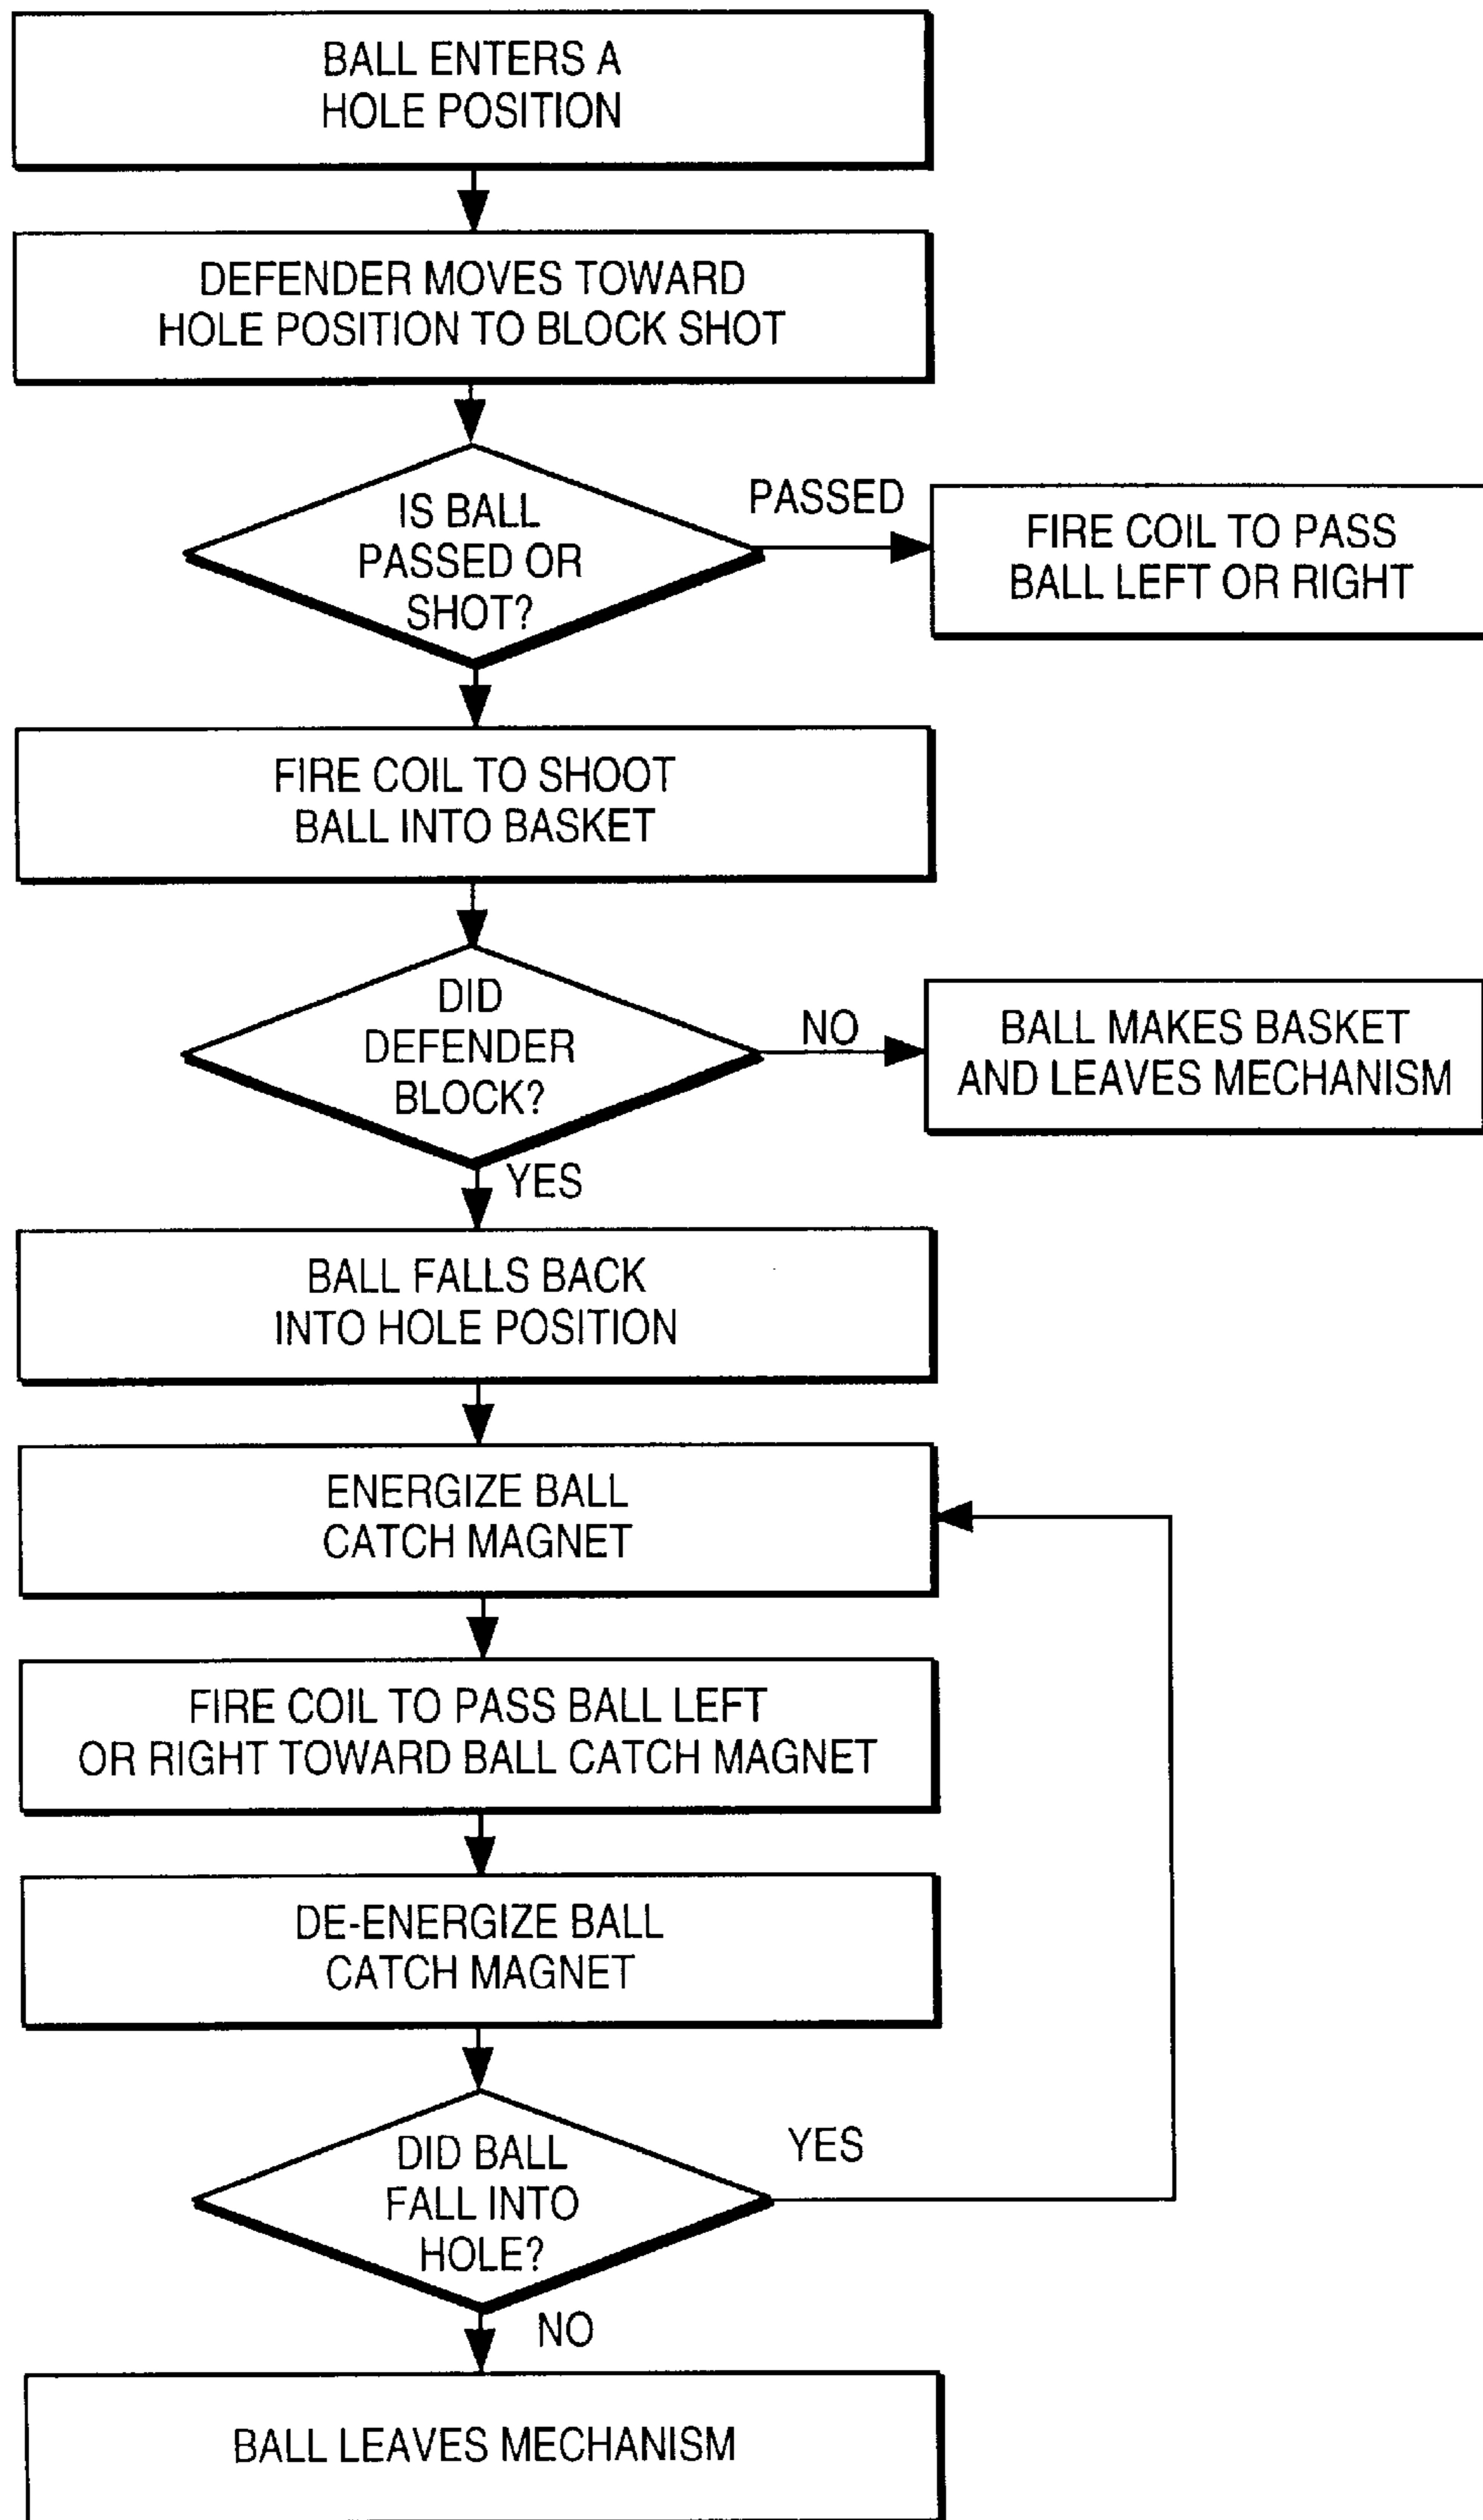 BALL ENTERS A
HOLE POSITION
DEFENDER MOVES TOWARD
HOLE POSITION TO BLOCK SHOT
IS BALL
PASSED OR
SHOT?
PASSED
FIRE COIL TO PASS
BALL LEFT OR RIGHT
FIRE COIL TO SHOOT
BALL INTO BASKET
DID
DEFENDER
BLOCK?
NO
BALL MAKES BASKET
AND LEAVES MECHANISM
YES
BALL FALLS BACK
INTO HOLE POSITION
ENERGIZE BALL
CATCH MAGNET
FIRE COIL TO PASS BALL LEFT
OR RIGHT TOWARD BALL CATCH MAGNET
DE-ENERGIZE BALL
CATCH MAGNET
DID BALL
FALL INTO
HOLE?
YES
NO
BALL LEAVES MECHANISM